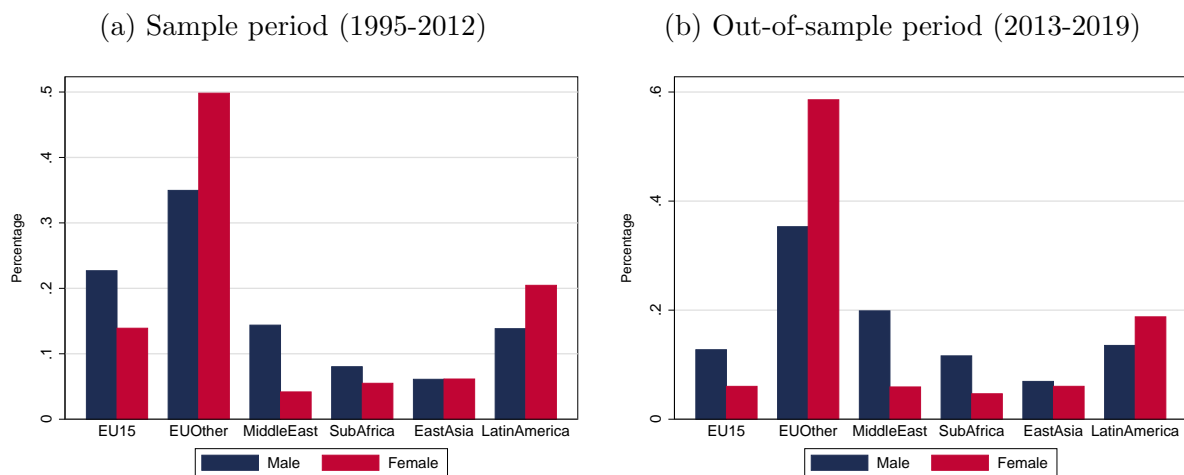 (a) Sample period (1995-2012)
Percentage
.5
.4
.3
.2
.1
0
EU15 EUOther MiddleEast SubAfrica EastAsia LatinAmerica
Male Female
(b) Out-of-sample period (2013-2019)
Percentage
.6
.4
.2
0
EU15 EUOther MiddleEast SubAfrica EastAsia LatinAmerica
Male Female